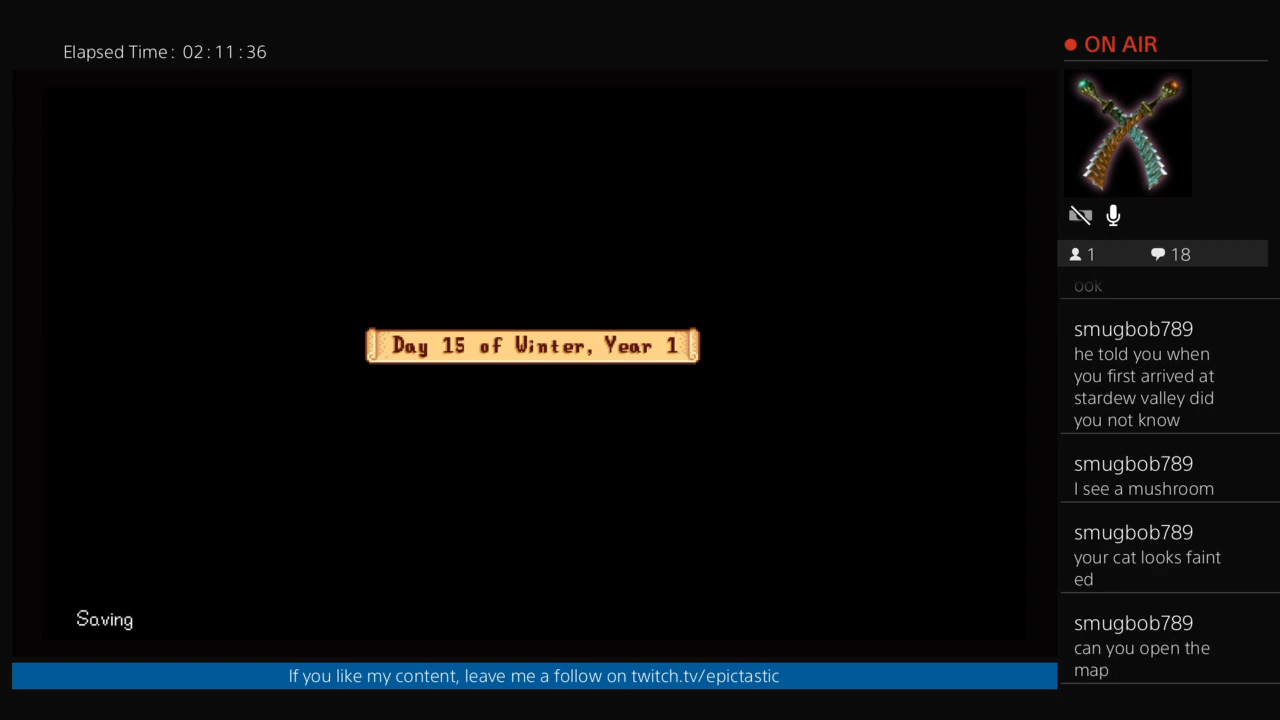 Elapsed Time: 02:11:36
ON AIR
1 18
ook
smugbob789
he told you when
you first arrived at
stardew valley did
you not know
smugbob789
I see a mushroom
smugbob789
your cat looks faint
ed
smugbob789
can you open the
map
Day 15 of Winter, Year 1
Saving
If you like my content, leave me a follow on twitch.tv/epictastic